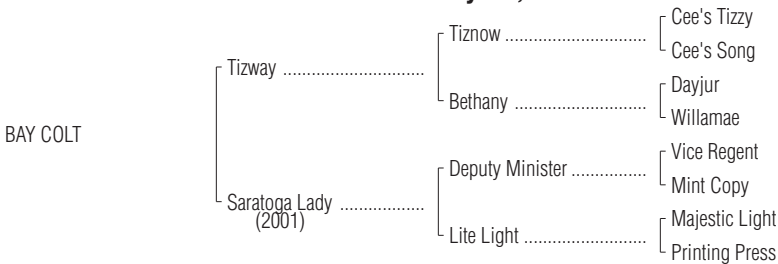 Cee's Tizzy
Tiznow ..............................
Cee's Song
Tizway ..............................
Dayjur
Bethany ............................
Willamae
BAY COLT
Vice Regent
Deputy Minister ................
Mint Copy
Saratoga Lady ..................
(2001)
Majestic Light
Lite Light ..........................
Printing Press